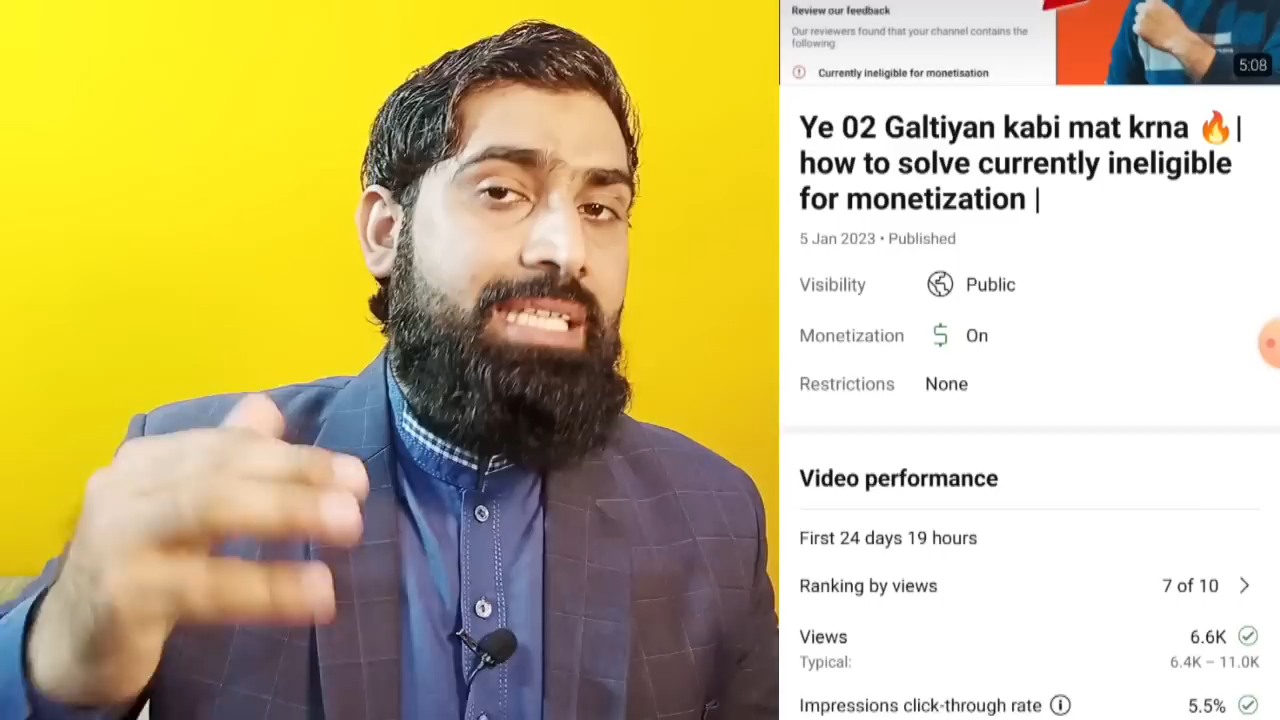 Review our feedback
Our reviewers found that your channel contains the
following
Currently ineligible for monetisation
5:08
Ye 02 Galtiyan kabi mat krna 🔥|
how to solve currently ineligible
for monetization |
5 Jan 2023 • Published
Visibility Public
Monetization $ On
Restrictions None
Video performance
First 24 days 19 hours
Ranking by views 7 of 10
Views 6.6K
Typical: 6.4K – 11.0K
Impressions click-through rate 5.5%